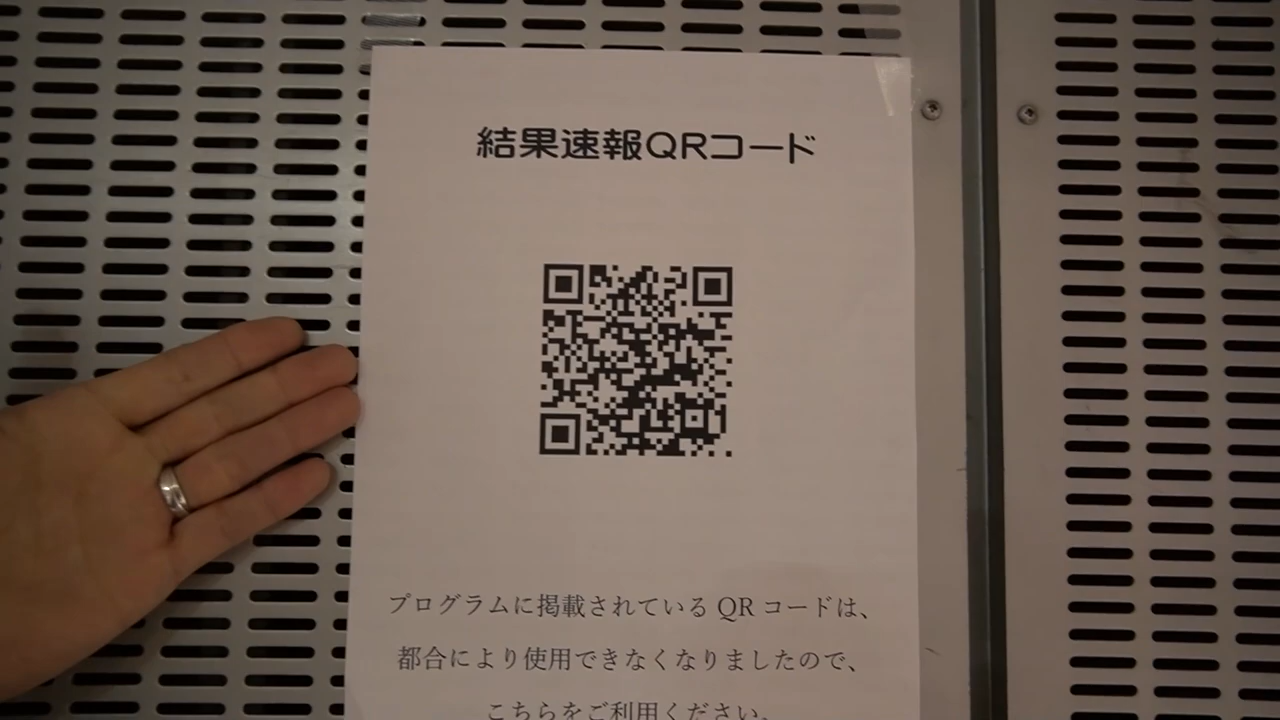 結果速報QRコード
プログラムに掲載されているQRコードは、
都合により使用できなくなりましたので、
こちらをご利用ください。